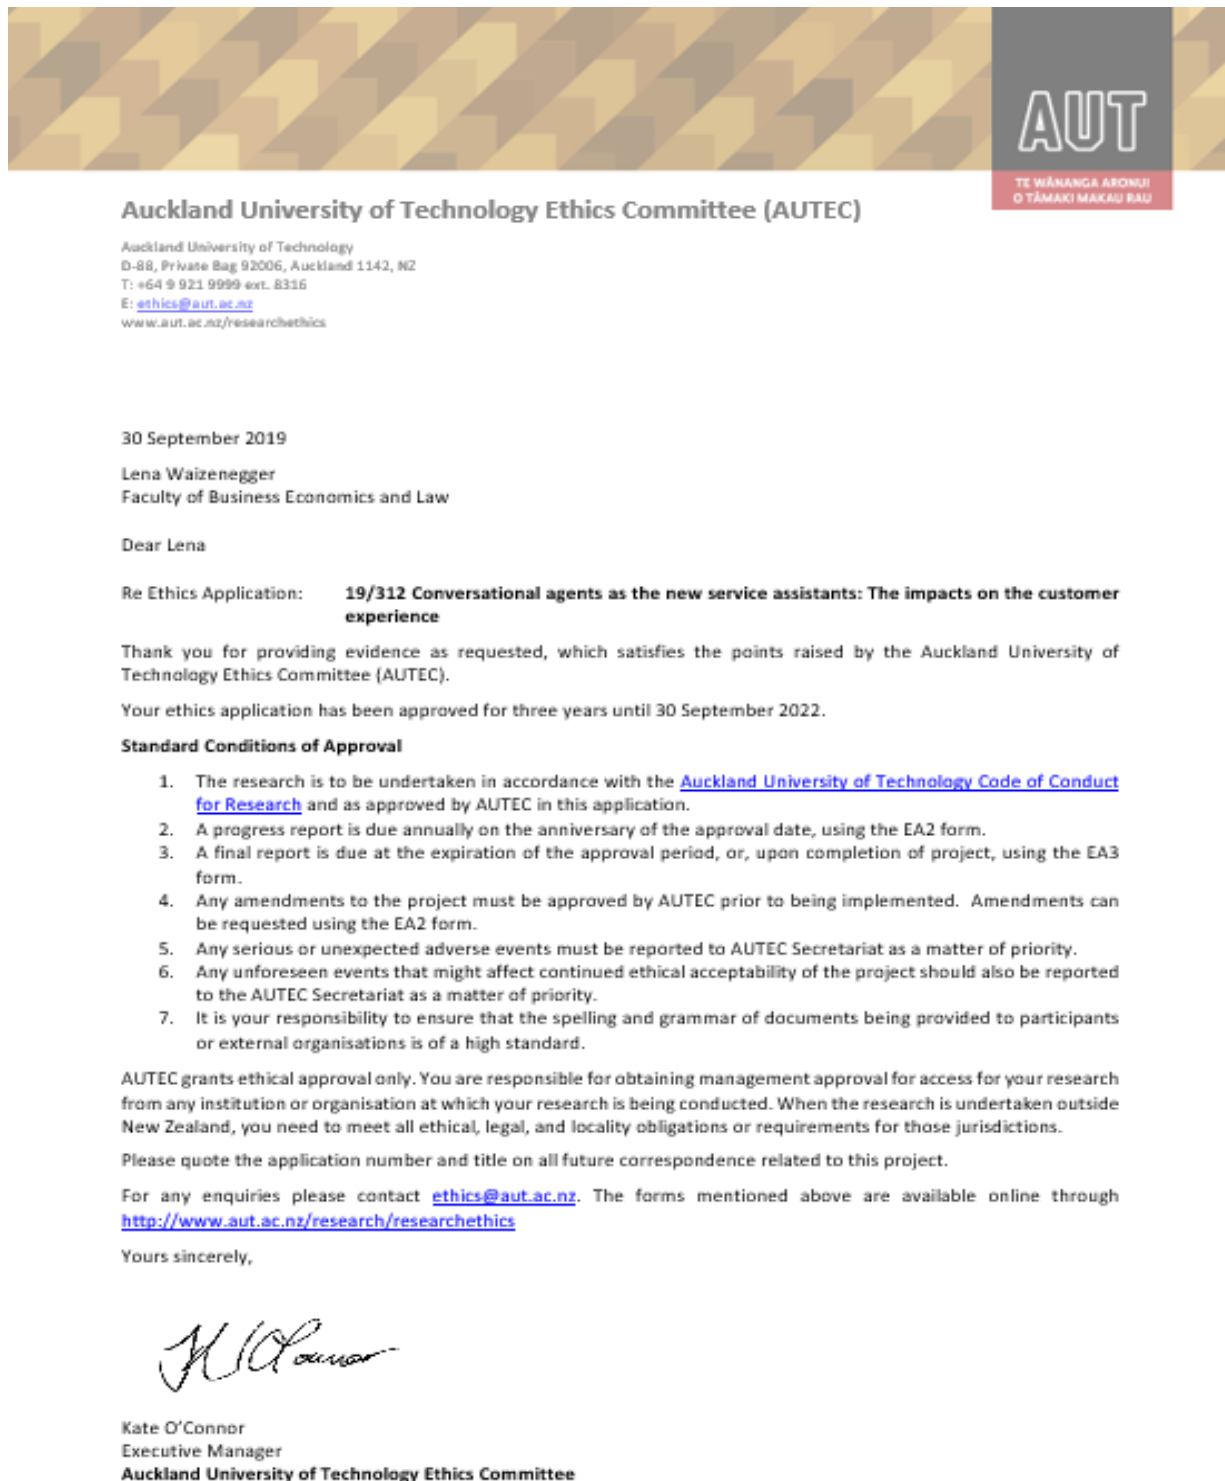 AUT
TE WĀNANGA ARONUI
O TĀMAKI MAKAU RAU
Auckland University of Technology Ethics Committee (AUTEC)
Auckland University of Technology
D-88, Private Bag 92006, Auckland 1142, NZ
T: +64 9 921 9999 ext. 8316
E: ethics@aut.ac.nz
www.aut.ac.nz/researchethics
30 September 2019
Lena Waizenegger
Faculty of Business Economics and Law
Dear Lena
Re Ethics Application: 19/312 Conversational agents as the new service assistants: The impacts on the customer
experience
Thank you for providing evidence as requested, which satisfies the points raised by the Auckland University of
Technology Ethics Committee (AUTEC).
Your ethics application has been approved for three years until 30 September 2022.
Standard Conditions of Approval
1. The research is to be undertaken in accordance with the Auckland University of Technology Code of Conduct
for Research and as approved by AUTEC in this application.
2. A progress report is due annually on the anniversary of the approval date, using the EA2 form.
3. A final report is due at the expiration of the approval period, or, upon completion of project, using the EA3
form.
4. Any amendments to the project must be approved by AUTEC prior to being implemented. Amendments can
be requested using the EA2 form.
5. Any serious or unexpected adverse events must be reported to AUTEC Secretariat as a matter of priority.
6. Any unforeseen events that might affect continued ethical acceptability of the project should also be reported
to the AUTEC Secretariat as a matter of priority.
7. It is your responsibility to ensure that the spelling and grammar of documents being provided to participants
or external organisations is of a high standard.
AUTEC grants ethical approval only. You are responsible for obtaining management approval for access for your research
from any institution or organisation at which your research is being conducted. When the research is undertaken outside
New Zealand, you need to meet all ethical, legal, and locality obligations or requirements for those jurisdictions.
Please quote the application number and title on all future correspondence related to this project.
For any enquiries please contact ethics@aut.ac.nz. The forms mentioned above are available online through
http://www.aut.ac.nz/research/researchethics
Yours sincerely,
K O'Connor
Kate O'Connor
Executive Manager
Auckland University of Technology Ethics Committee